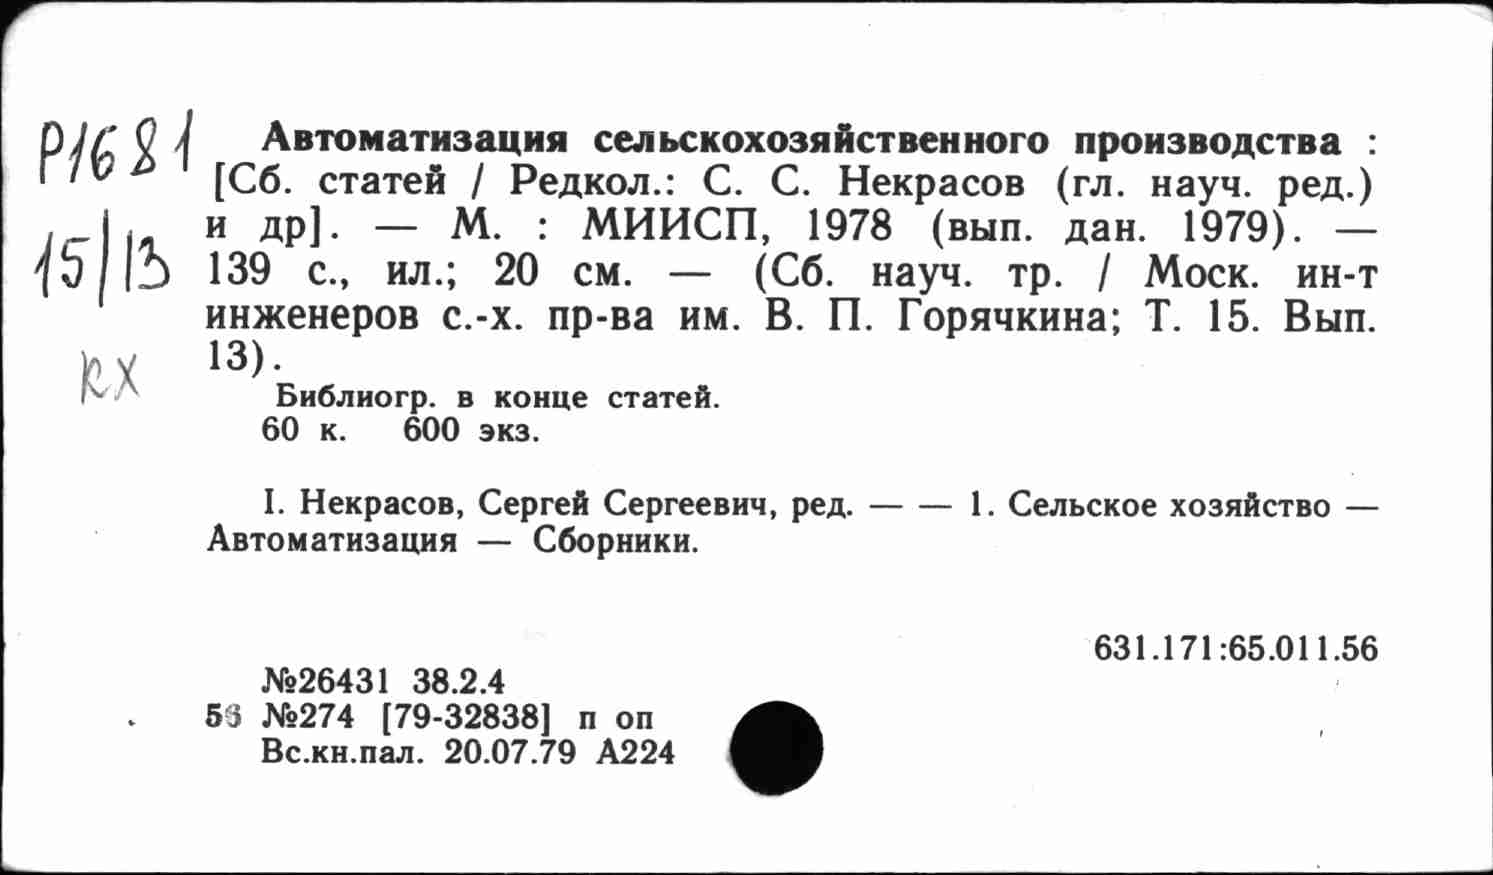 Р1681
15/13
кх
Автоматизация сельскохозяйственного производства :
[Сб. статей / Редкол.: С. С. Некрасов (гл. науч. ред.)
и др]. — М. : МИИСП, 1978 (вып. дан. 1979). —
139 с., ил.; 20 см. — (Сб. науч. тр. / Моск. ин-т
инженеров с.-х. пр-ва им. В. П. Горячкина; Т. 15. Вып.
13).
Библиогр. в конце статей.
60 к. 600 экз.
I. Некрасов, Сергей Сергеевич, ред. — — 1. Сельское хозяйство —
Автоматизация — Сборники.
631.171:65.011.56
№26431 38.2.4
№274 [79-32838] п оп
Вс.кн.пал. 20.07.79 А224